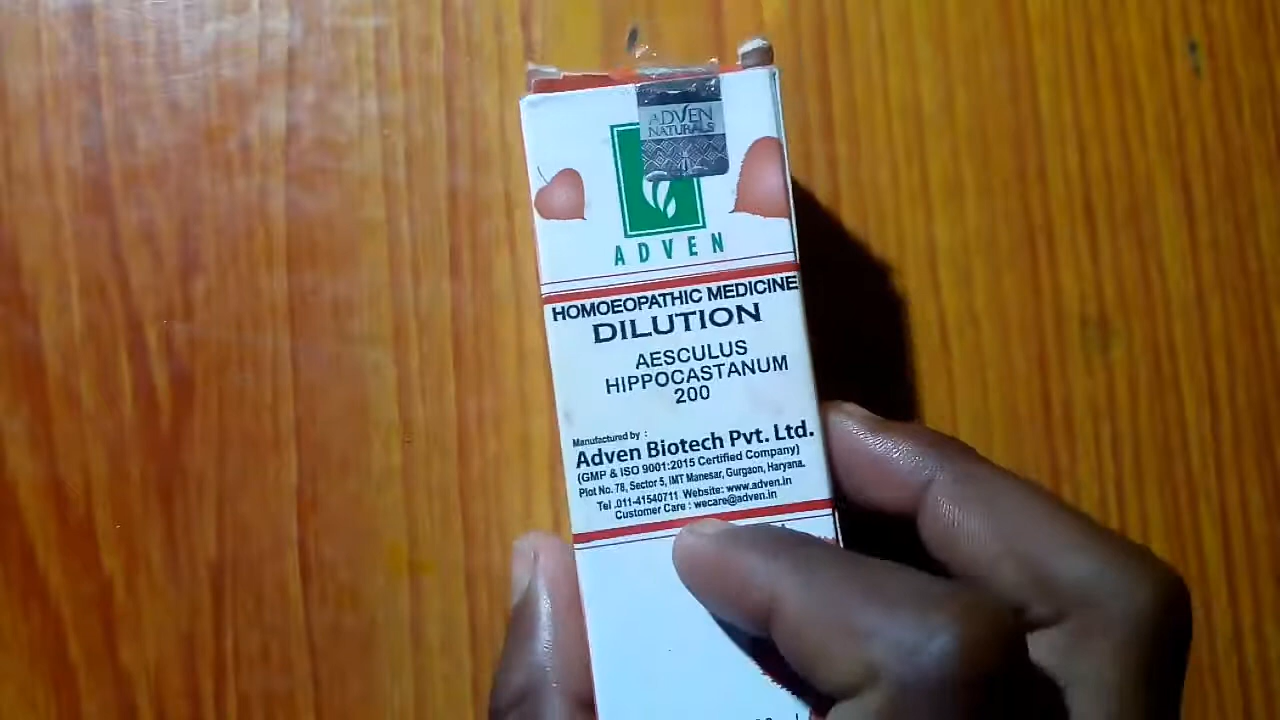 ADVEN
NATURALS
ADVEN
HOMOEOPATHIC MEDICINE
DILUTION
AESCULUS
HIPPOCASTANUM
200
Manufactured by :
Adven Biotech Pvt. Ltd.
(GMP & ISO 9001:2015 Certified Company)
Plot No. 78, Sector 5, IMT Manesar, Gurgaon, Haryana.
Tel .011-41540711 Website: www.adven.in
Customer Care : wecare@adven.in